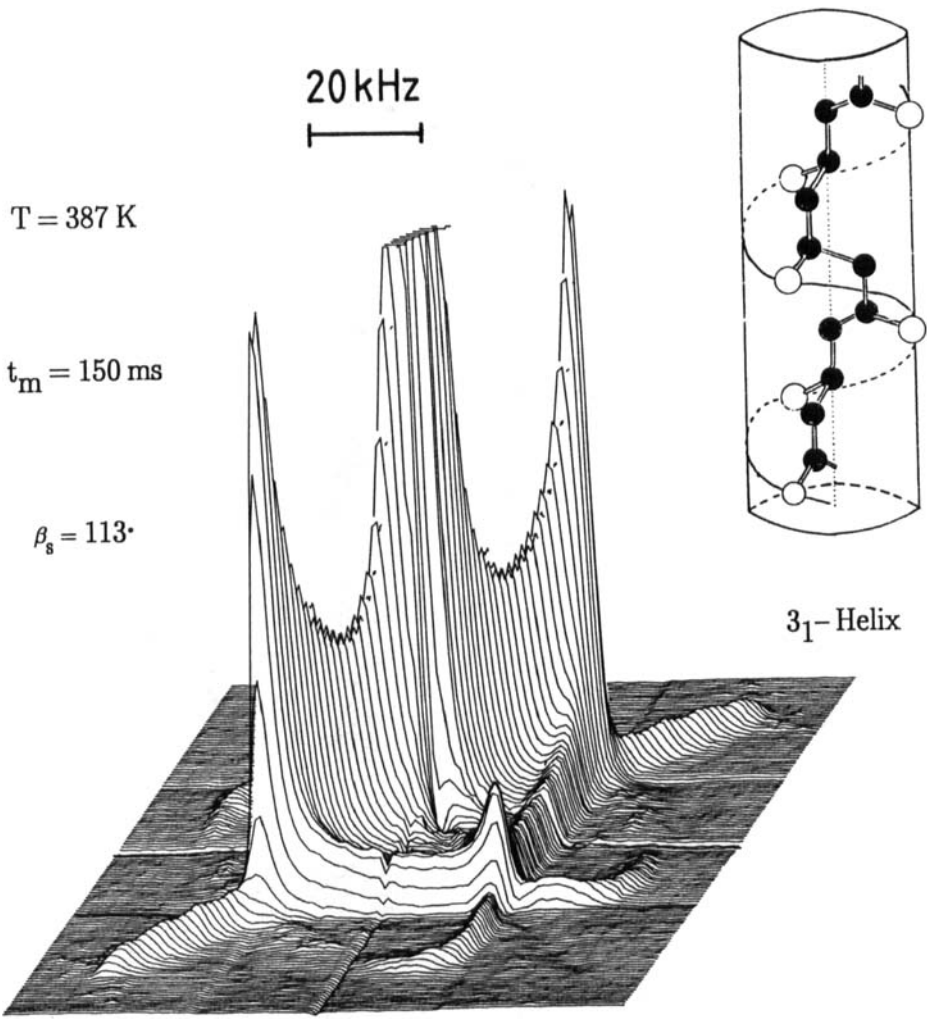 20 kHz
T = 387 K
t_m = 150 ms
β_s = 113°
3_1 – Helix